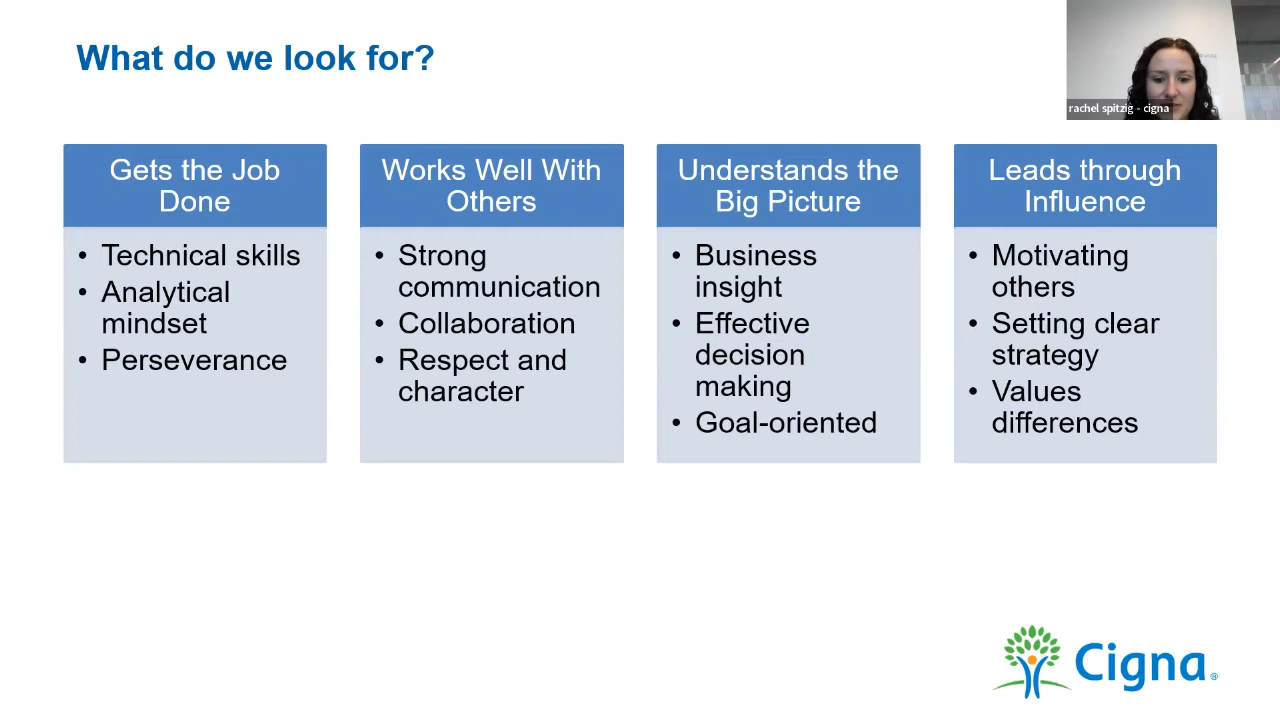 What do we look for?
rachel spitzig - cigna
Gets the Job
Done
• Technical skills
• Analytical
mindset
• Perseverance
Works Well With
Others
• Strong
communication
• Collaboration
• Respect and
character
Understands the
Big Picture
• Business
insight
• Effective
decision
making
• Goal-oriented
Leads through
Influence
• Motivating
others
• Setting clear
strategy
• Values
differences
Cigna®